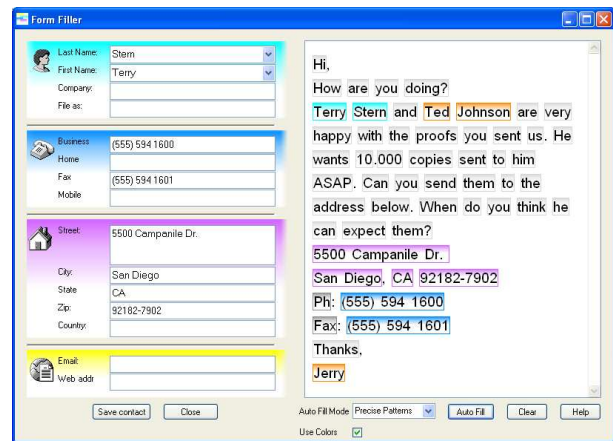 Form Filler
Last Name: Stern
First Name: Terry
Company:
File as:
Business (555) 594 1600
Home
Fax (555) 594 1601
Mobile
Street: 5500 Campanile Dr.
City: San Diego
State CA
Zip: 92182-7902
Country:
Email:
Web addr
Save contact Close
Hi,
How are you doing?
Terry Stern and Ted Johnson are very
happy with the proofs you sent us. He
wants 10.000 copies sent to him
ASAP. Can you send them to the
address below. When do you think he
can expect them?
5500 Campanile Dr.
San Diego, CA 92182-7902
Ph: (555) 594 1600
Fax: (555) 594 1601
Thanks,
Jerry
Auto Fill Mode Precise Patterns Auto Fill Clear Help
Use Colors